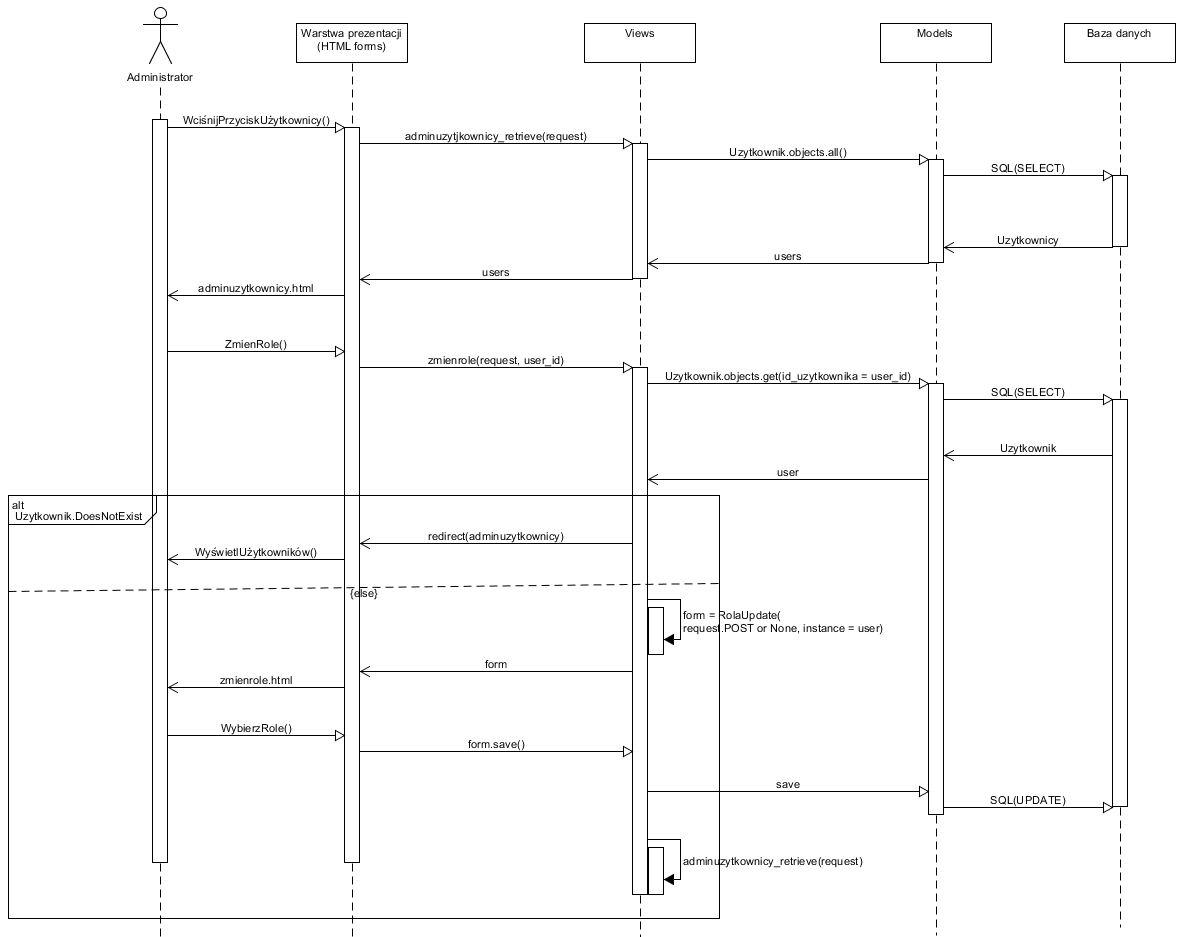 Administrator
Warstwa prezentacji
(HTML forms)
Views
Models
Baza danych
WciśnijPrzyciskUżytkownicy()
adminuzytjkownicy_retrieve(request)
Uzytkownik.objects.all()
SQL(SELECT)
Uzytkownicy
users
users
adminuzytkownicy.html
ZmienRole()
zmienrole(request, user_id)
Uzytkownik.objects.get(id_uzytkownika = user_id)
SQL(SELECT)
Uzytkownik
user
alt
Uzytkownik.DoesNotExist
redirect(adminuzytkownicy)
WyświetlUżytkowników()
{else}
form = RolaUpdate(
request.POST or None, instance = user)
form
zmienrole.html
WybierzRole()
form.save()
save
SQL(UPDATE)
adminuzytkownicy_retrieve(request)